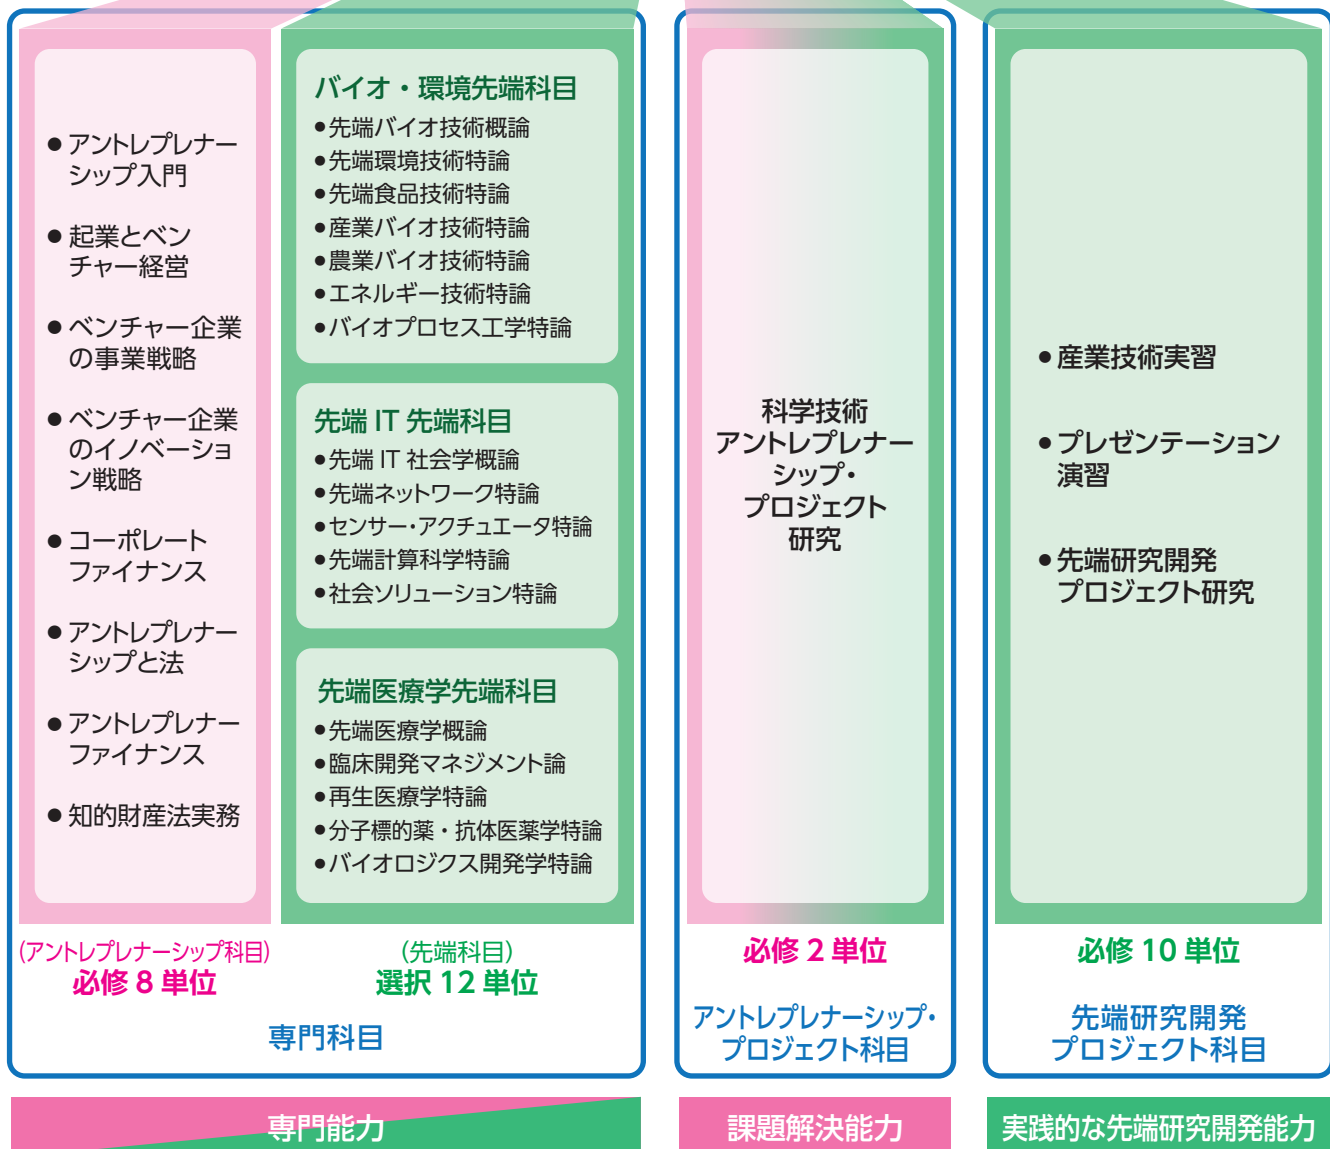 ● アントレプレナー
シップ入門
● 起業とベン
チャー経営
● ベンチャー企業
の事業戦略
● ベンチャー企業
のイノベーショ
ン戦略
● コーポレート
ファイナンス
● アントレプレナー
シップと法
● アントレプレナー
ファイナンス
● 知的財産法実務
(アントレプレナーシップ科目)
必修 8 単位
バイオ・環境先端科目
●先端バイオ技術概論
●先端環境技術特論
●先端食品技術特論
●産業バイオ技術特論
●農業バイオ技術特論
●エネルギー技術特論
●バイオプロセス工学特論
先端 IT 先端科目
●先端 IT 社会学概論
●先端ネットワーク特論
●センサー・アクチュエータ特論
●先端計算科学特論
●社会ソリューション特論
先端医療学先端科目
●先端医療学概論
●臨床開発マネジメント論
●再生医療学特論
●分子標的薬・抗体医薬学特論
●バイオロジクス開発学特論
(先端科目)
選択 12 単位
専門科目
専門能力
科学技術
アントレプレナー
シップ・
プロジェクト
研究
必修 2 単位
アントレプレナーシップ・
プロジェクト科目
課題解決能力
● 産業技術実習
● プレゼンテーション
演習
● 先端研究開発
プロジェクト研究
必修 10 単位
先端研究開発
プロジェクト科目
実践的な先端研究開発能力